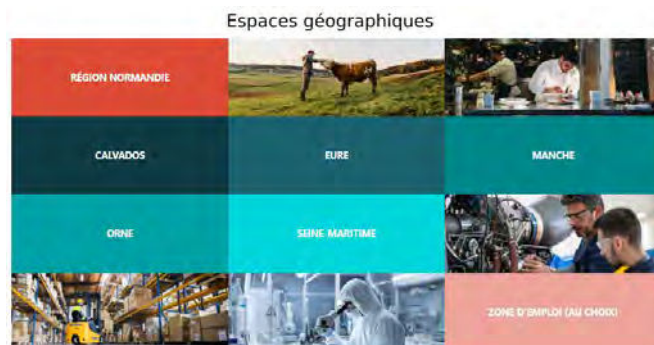 Espaces géographiques
RÉGION NORMANDIE
CALVADOS
EURE
MANCHE
ORNE
SEINE MARITIME
ZONE D'EMPLOI (AU CHOIX)